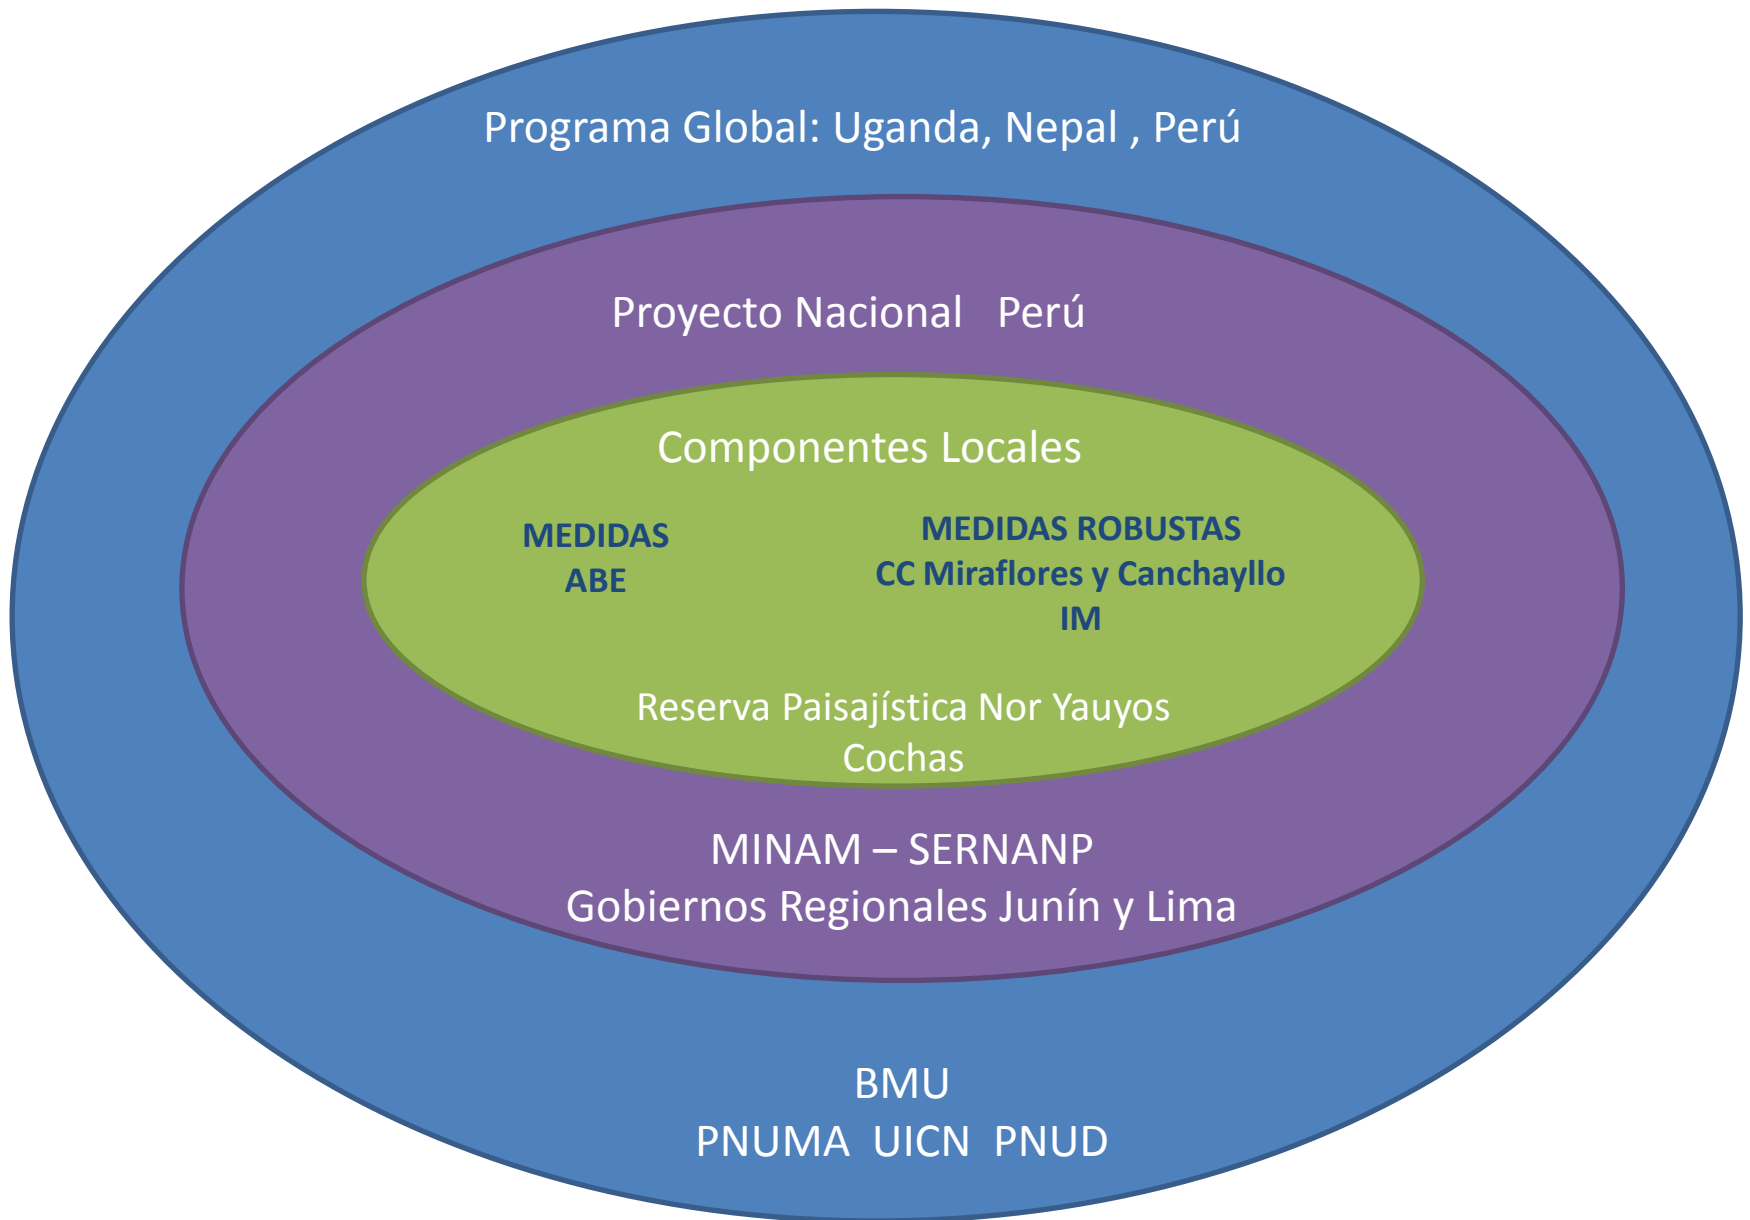 Programa Global: Uganda, Nepal , Perú
Proyecto Nacional Perú
Componentes Locales
MEDIDAS
ABE
MEDIDAS ROBUSTAS
CC Miraflores y Canchayllo
IM
Reserva Paisajística Nor Yauyos
Cochas
MINAM – SERNANP
Gobiernos Regionales Junín y Lima
BMU
PNUMA UICN PNUD